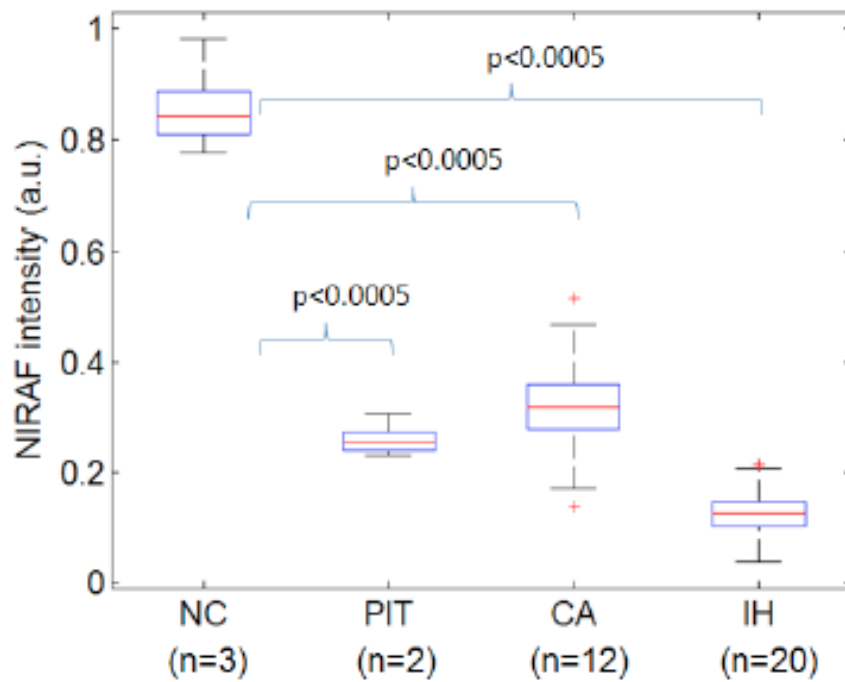 1
p<0.0005
0.8
p<0.0005
0.6
p<0.0005
0.4
0.2
0
NIRAF intensity (a.u.)
NC PIT CA IH
(n=3) (n=2) (n=12) (n=20)